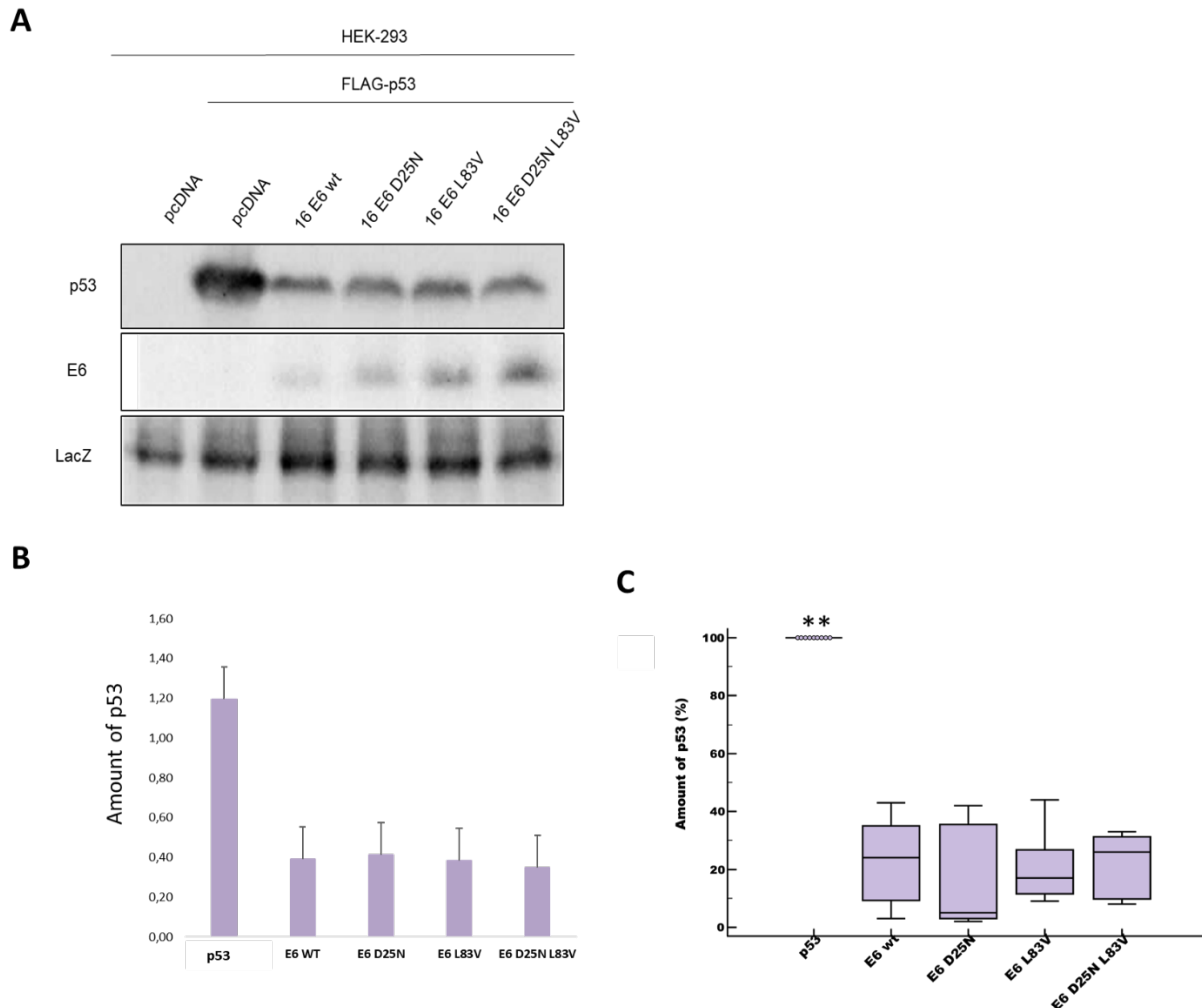 A
HEK-293
FLAG-p53
pcDNA
pcDNA
16 E6 wt
16 E6 D25N
16 E6 L83V
16 E6 D25N L83V
p53
E6
LacZ
B
Amount of p53
1,60
1,40
1,20
1,00
0,80
0,60
0,40
0,20
0,00
p53
E6 WT
E6 D25N
E6 L83V
E6 D25N L83V
C
**
Amount of p53 (%)
100
80
60
40
20
0
p53
E6 wt
E6 D25N
E6 L83V
E6 D25N L83V